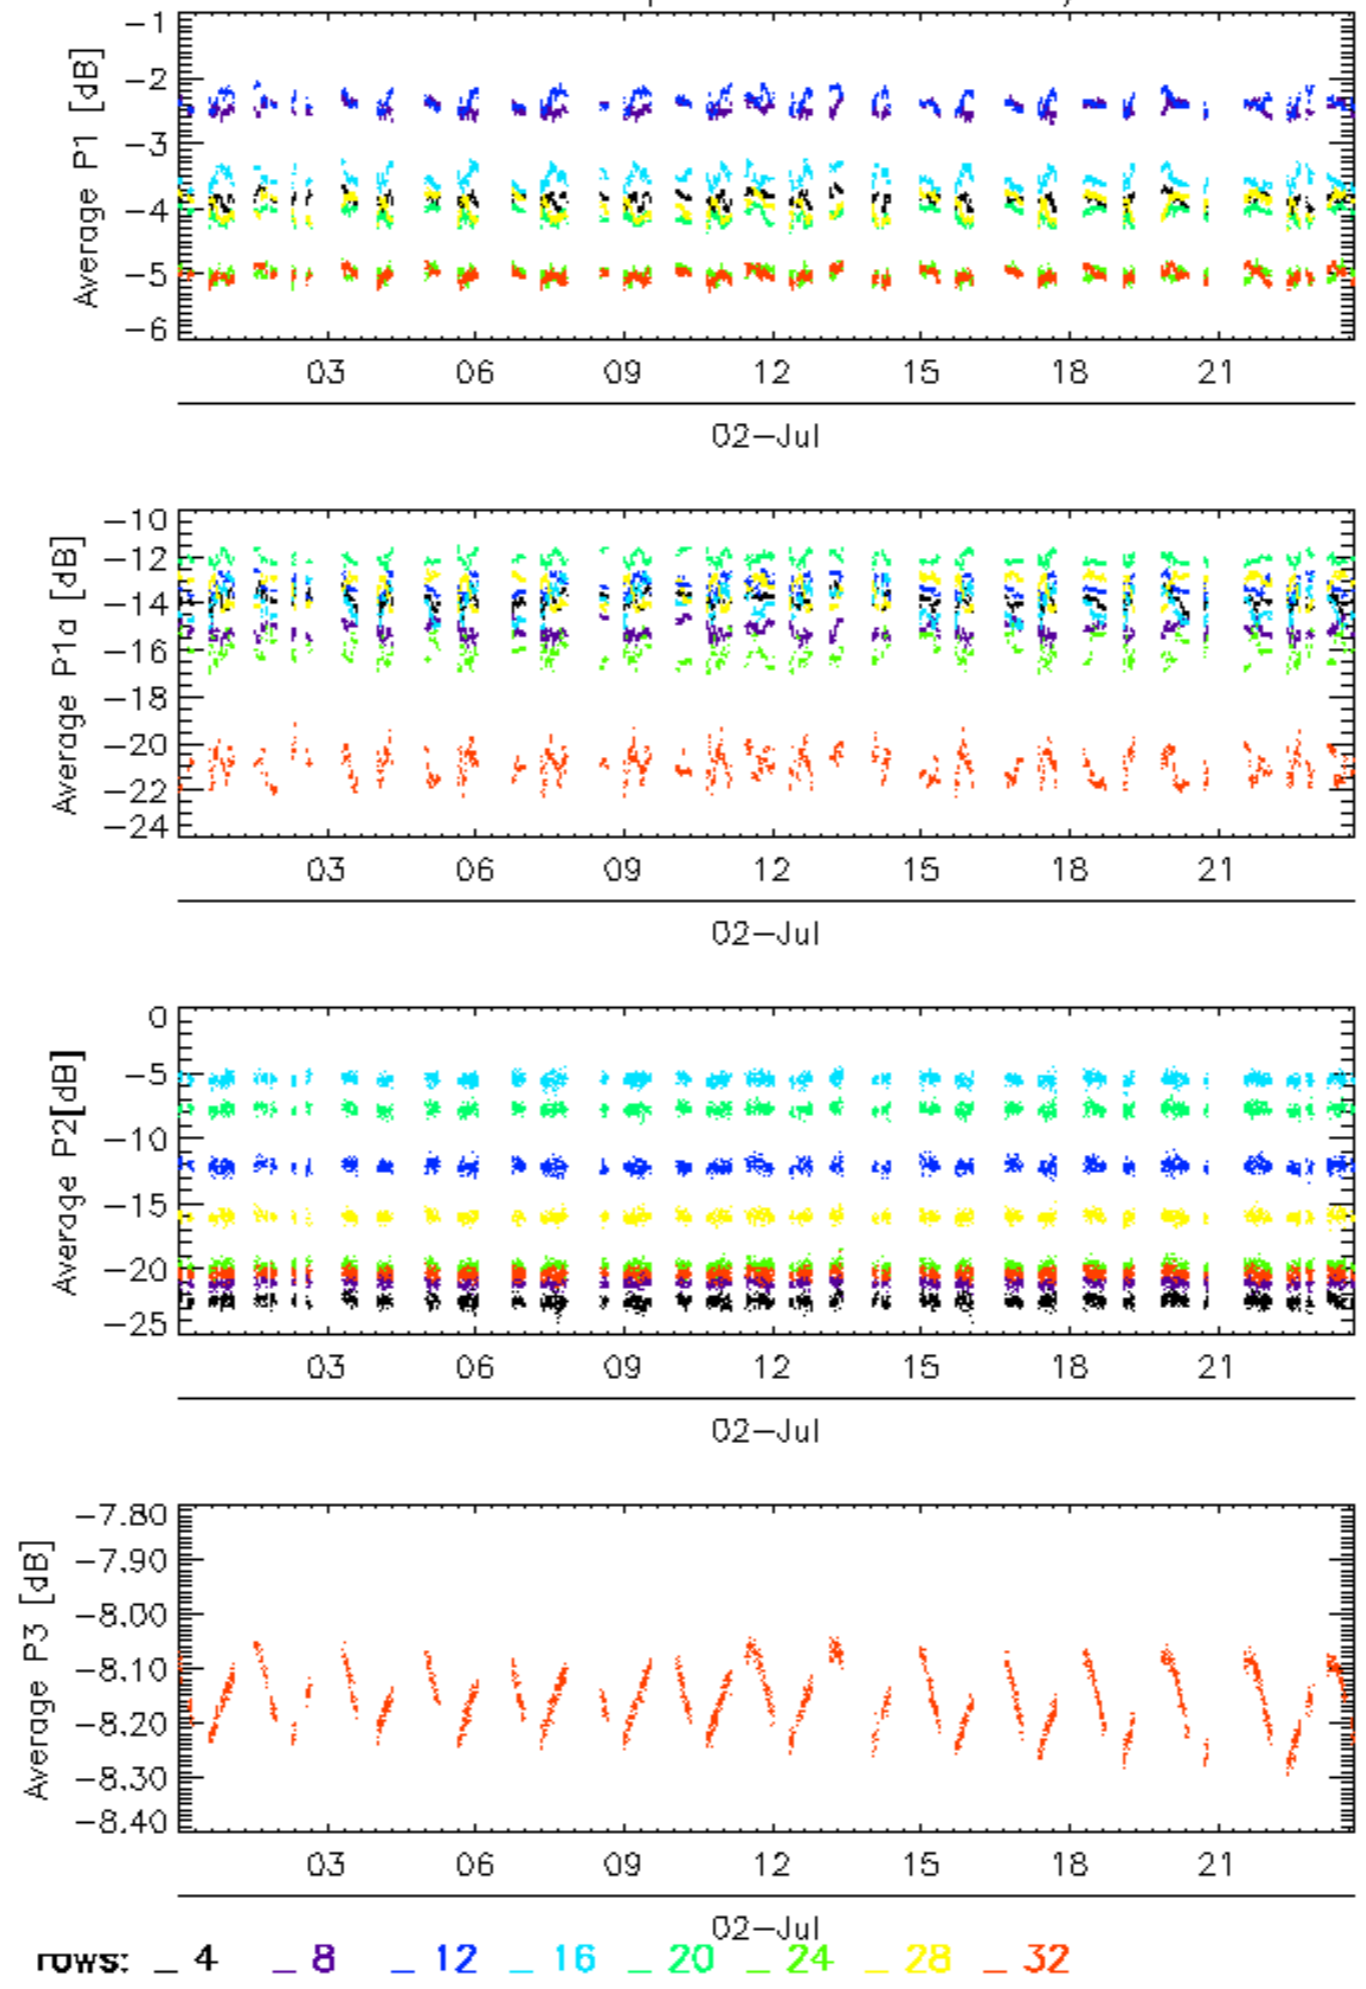 -1
-2
-3
-4
-5
-6
Average P1 [dB]
03 06 09 12 15 18 21
02-Jul
-10
-12
-14
-16
-18
-20
-22
-24
Average P1a [dB]
03 06 09 12 15 18 21
02-Jul
0
-5
-10
-15
-20
-25
Average P2[dB]
03 06 09 12 15 18 21
02-Jul
-7.80
-7.90
-8.00
-8.10
-8.20
-8.30
-8.40
Average P3 [dB]
03 06 09 12 15 18 21
02-Jul
rows: _ 4 _ 8 _ 12 _ 16 _ 20 _ 24 _ 28 _ 32